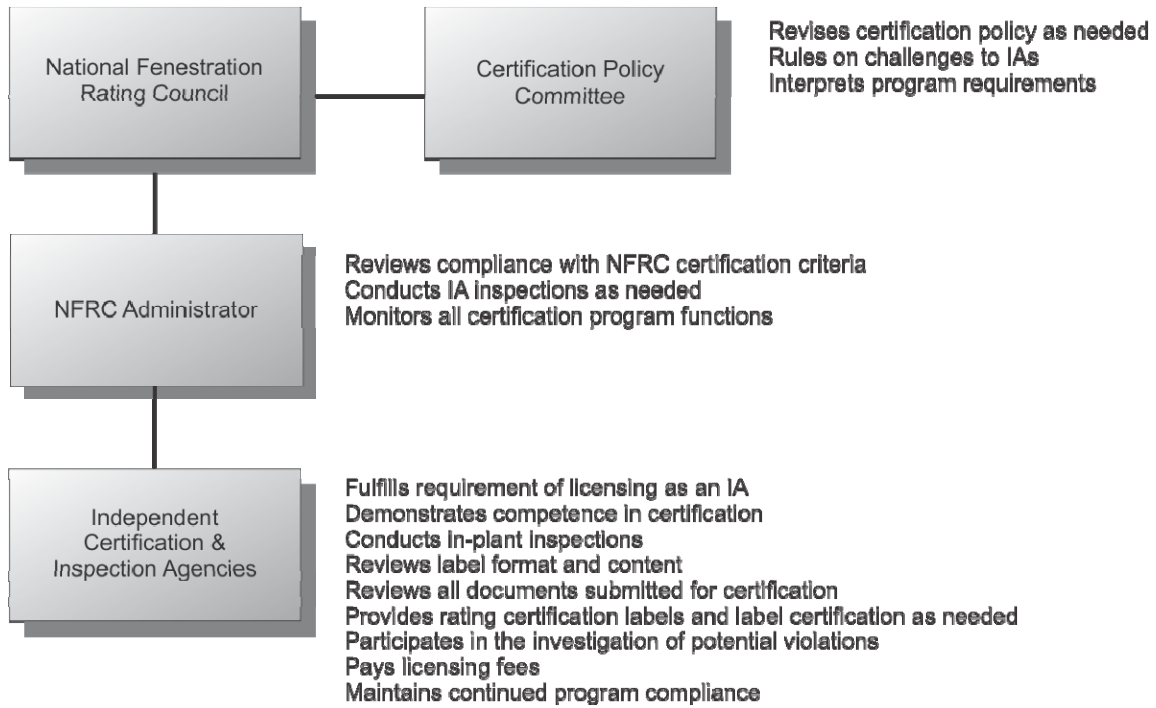 National Fenestration
Rating Council
Certification Policy
Committee
Revises certification policy as needed
Rules on challenges to IAs
Interprets program requirements
NFRC Administrator
Reviews compliance with NFRC certification criteria
Conducts IA inspections as needed
Monitors all certification program functions
Independent
Certification &
Inspection Agencies
Fulfills requirement of licensing as an IA
Demonstrates competence in certification
Conducts in-plant inspections
Reviews label format and content
Reviews all documents submitted for certification
Provides rating certification labels and label certification as needed
Participates in the investigation of potential violations
Pays licensing fees
Maintains continued program compliance